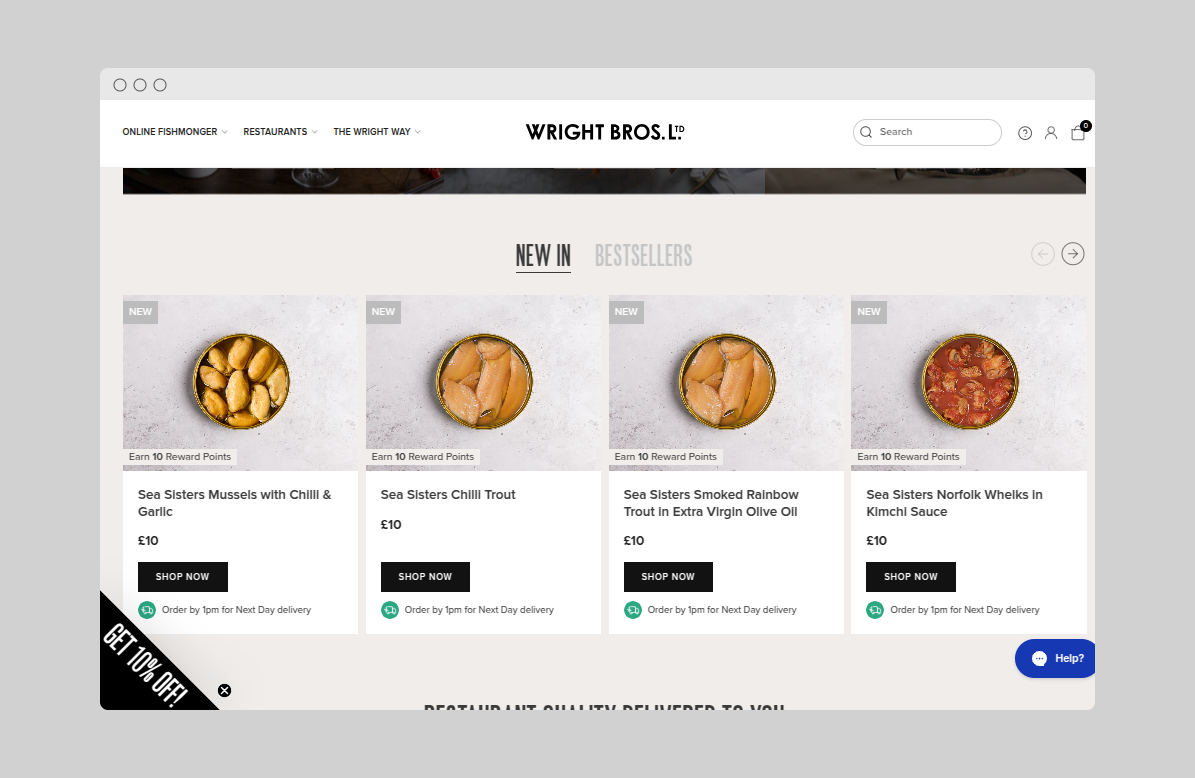 ONLINE FISHMONGER RESTAURANTS THE WRIGHT WAY
WRIGHT BROS. LTD
Search
0
NEW IN BESTSELLERS
NEW NEW NEW NEW
Earn 10 Reward Points Earn 10 Reward Points Earn 10 Reward Points Earn 10 Reward Points
Sea Sisters Mussels with Chilli &
Garlic
£10
SHOP NOW
Order by 1pm for Next Day delivery
Sea Sisters Chilli Trout
£10
SHOP NOW
Order by 1pm for Next Day delivery
Sea Sisters Smoked Rainbow
Trout in Extra Virgin Olive Oil
£10
SHOP NOW
Order by 1pm for Next Day delivery
Sea Sisters Norfolk Whelks in
Kimchi Sauce
£10
SHOP NOW
Order by 1pm for Next Day delivery
GET 10% OFF!
Help?
RESTAURANT QUALITY DELIVERED TO YOU